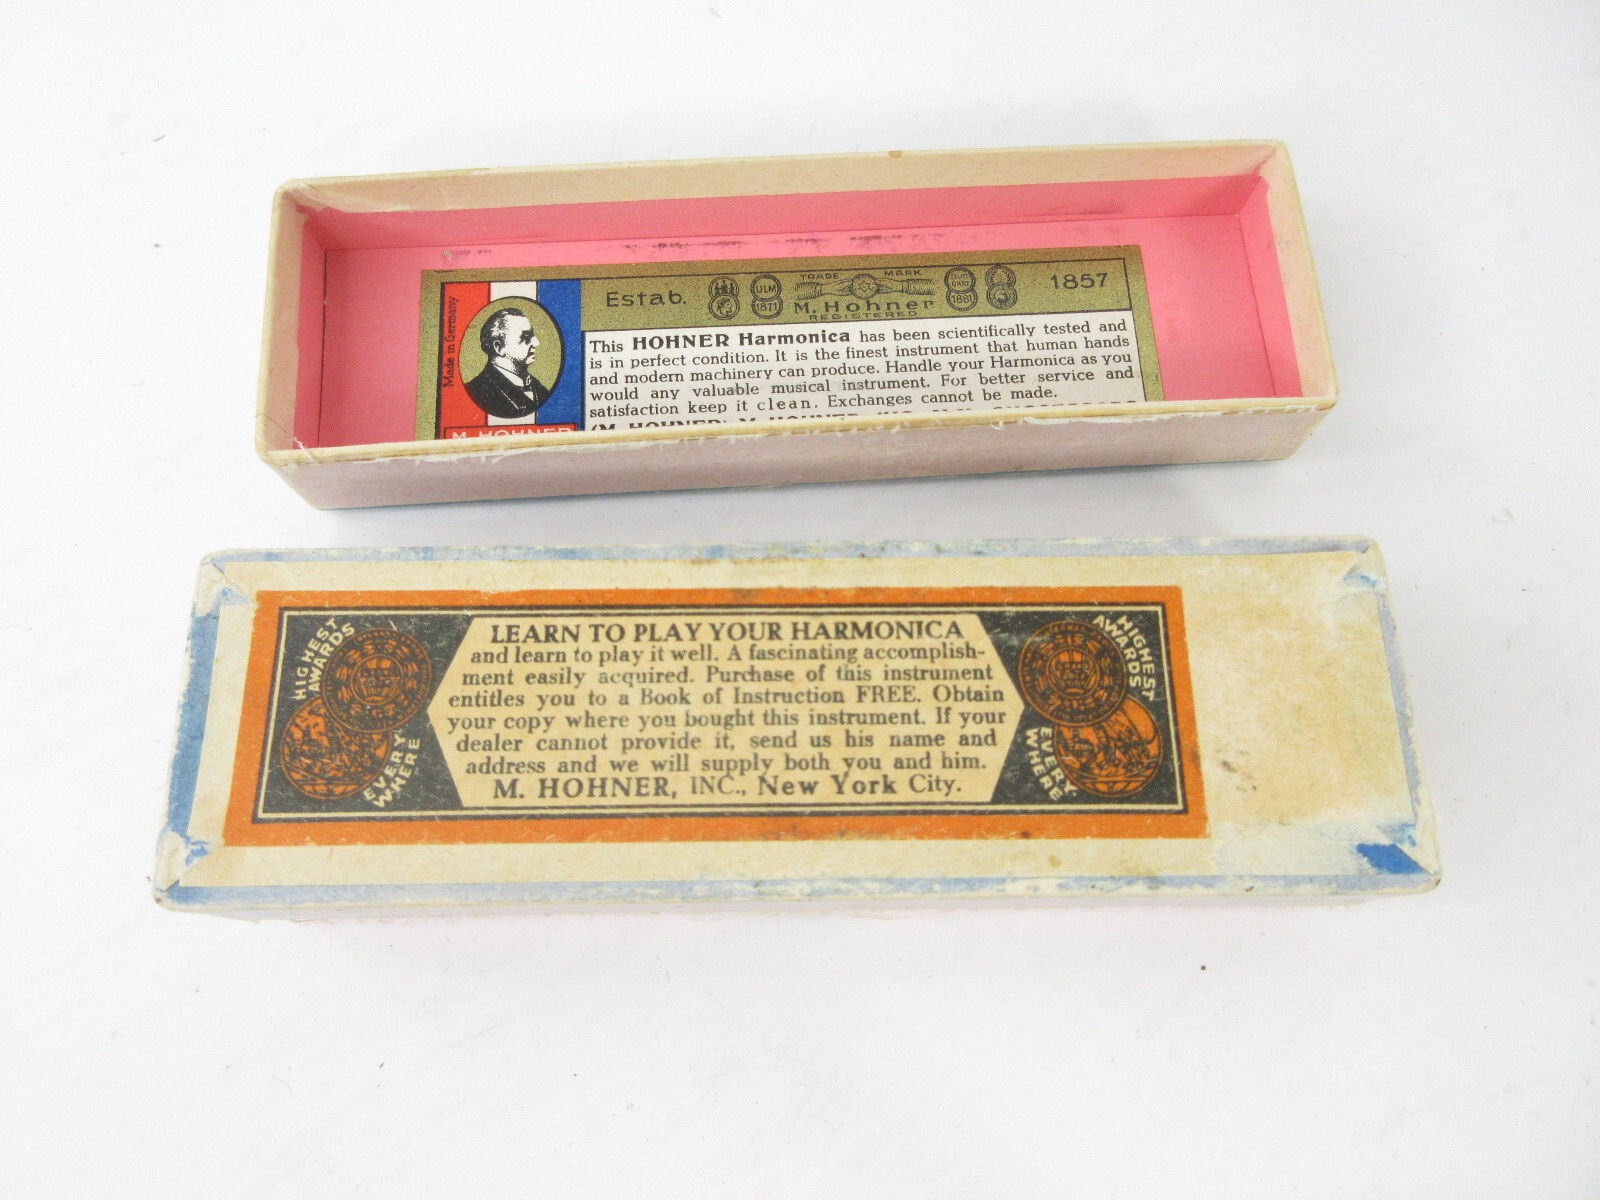 Made in Germany
Estab.
ULM
1871
TRADE MARK
M. Hohner
REGISTERED
1881
1857
This HOHNER Harmonica has been scientifically tested and
is in perfect condition. It is the finest instrument that human hands
and modern machinery can produce. Handle your Harmonica as you
would any valuable musical instrument. For better service and
satisfaction keep it clean. Exchanges cannot be made.
M. HOHNER
HIGHEST
AWARDS
EVERY
WHERE
LEARN TO PLAY YOUR HARMONICA
and learn to play it well. A fascinating accomplish-
ment easily acquired. Purchase of this instrument
entitles you to a Book of Instruction FREE. Obtain
your copy where you bought this instrument. If your
dealer cannot provide it, send us his name and
address and we will supply both you and him.
M. HOHNER, INC., New York City.
HIGHEST
AWARDS
EVERY-
WHERE